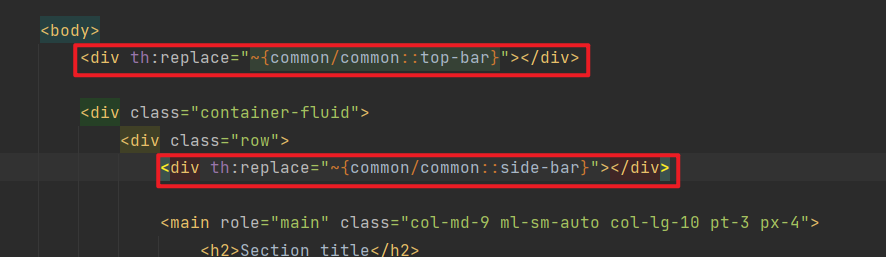 <body>
<div th:replace="~{common/common::top-bar}"></div>
<div class="container-fluid">
<div class="row">
<div th:replace="~{common/common::side-bar}"></div>
<main role="main" class="col-md-9 ml-sm-auto col-lg-10 pt-3 px-4">
<h2>Section title</h2>